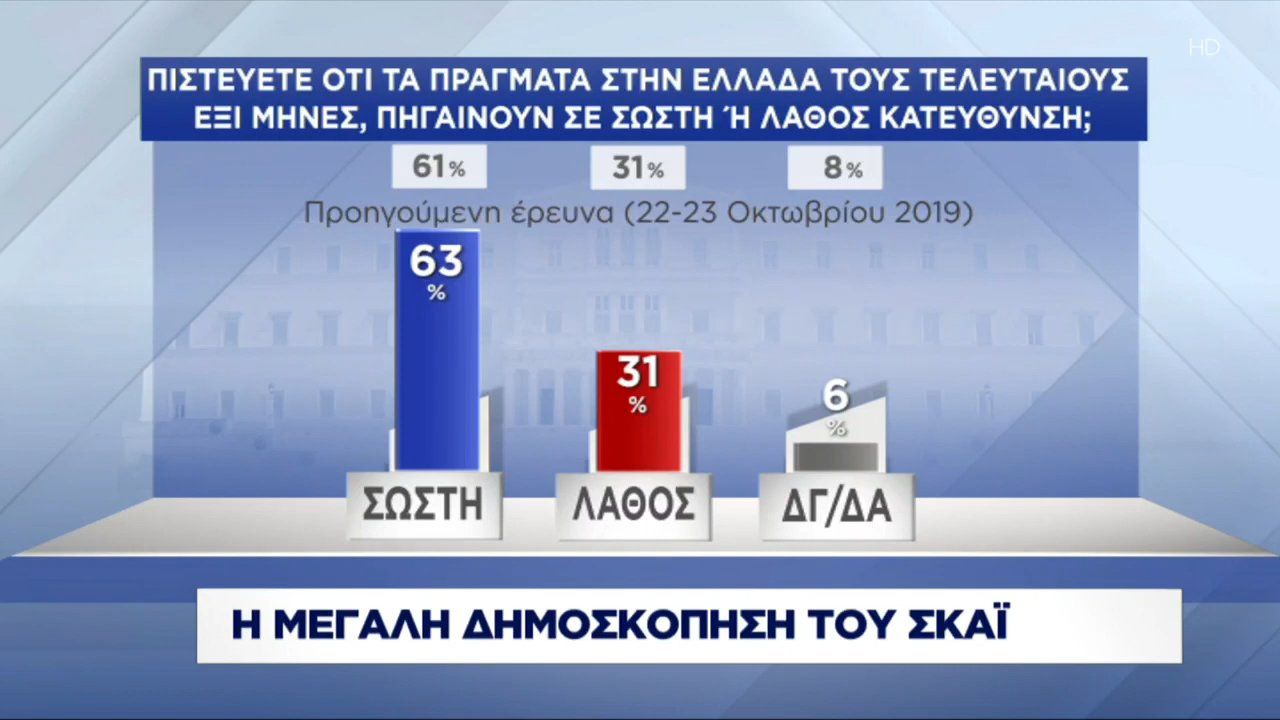 HD
ΠΙΣΤΕΥΕΤΕ ΟΤΙ ΤΑ ΠΡΑΓΜΑΤΑ ΣΤΗΝ ΕΛΛΑΔΑ ΤΟΥΣ ΤΕΛΕΥΤΑΙΟΥΣ
ΕΞΙ ΜΗΝΕΣ, ΠΗΓΑΙΝΟΥΝ ΣΕ ΣΩΣΤΗ Ή ΛΑΘΟΣ ΚΑΤΕΥΘΥΝΣΗ;
61% 31% 8%
Προηγούμενη έρευνα (22-23 Οκτωβρίου 2019)
63
%
31
%
6
%
ΣΩΣΤΗ ΛΑΘΟΣ ΔΓ/ΔΑ
Η ΜΕΓΑΛΗ ΔΗΜΟΣΚΟΠΗΣΗ ΤΟΥ ΣΚΑΪ